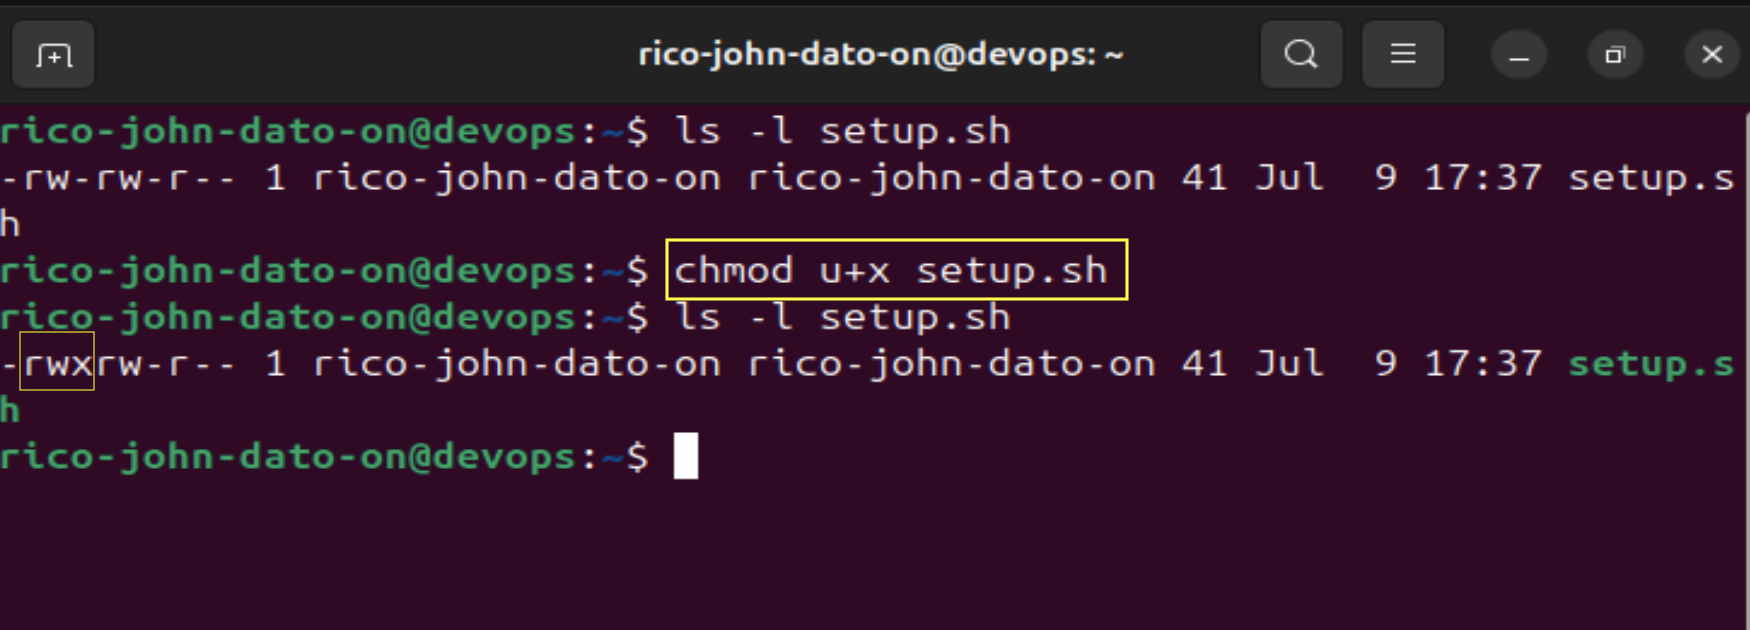 rico-john-dato-on@devops: ~
rico-john-dato-on@devops:~$ ls -l setup.sh
-rw-rw-r-- 1 rico-john-dato-on rico-john-dato-on 41 Jul  9 17:37 setup.s
h
rico-john-dato-on@devops:~$ chmod u+x setup.sh
rico-john-dato-on@devops:~$ ls -l setup.sh
-rwxrw-r-- 1 rico-john-dato-on rico-john-dato-on 41 Jul  9 17:37 setup.s
h
rico-john-dato-on@devops:~$